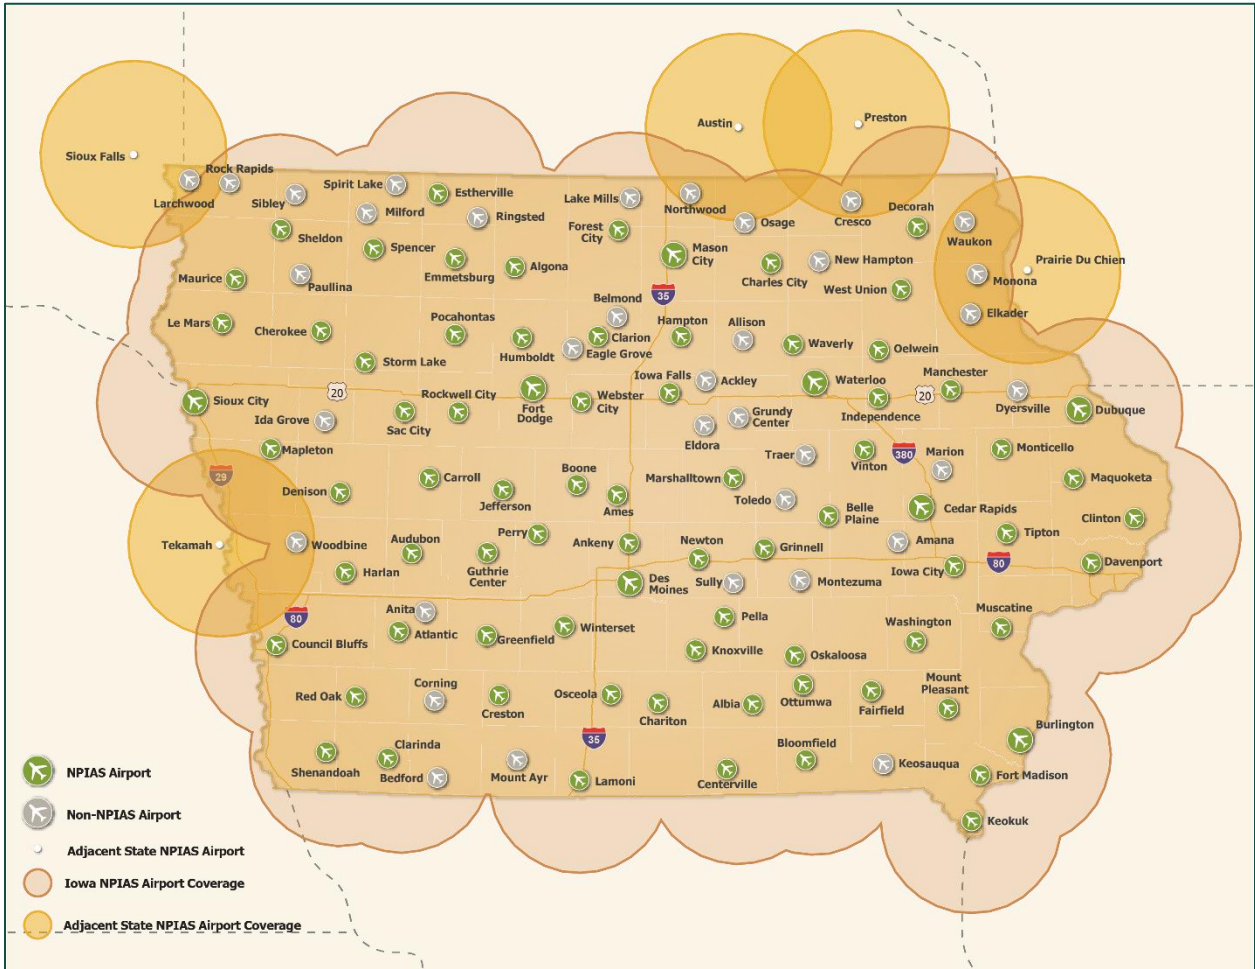 Austin
Preston
Sioux Falls
Rock Rapids
Larchwood
Sibley
Spirit Lake
Milford
Estherville
Ringsted
Lake Mills
Northwood
Osage
Cresco
Decorah
Waukon
Sheldon
Spencer
Emmetsburg
Algona
Forest
City
Mason
City
Charles City
New Hampton
West Union
Monona
Prairie Du Chien
Maurice
Paullina
Belmond
35
Elkader
Le Mars
Cherokee
Pocahontas
Humboldt
Clarion
Eagle Grove
Hampton
Allison
Waverly
Oelwein
Storm Lake
Sioux City
20
Ida Grove
Sac City
Rockwell City
Fort
Dodge
Webster
City
Iowa Falls
Ackley
Waterloo
Independence
20
Manchester
Dyersville
Dubuque
Eldora
Grundy
Center
Mapleton
29
Denison
Carroll
Jefferson
Boone
Ames
Marshalltown
Traer
Toledo
Vinton
380
Marion
Monticello
Maquoketa
Belle
Plaine
Cedar Rapids
Clinton
Tekamah
Woodbine
Audubon
Harlan
Guthrie
Center
Perry
Ankeny
Newton
Grinnell
Amana
Tipton
Iowa City
80
Davenport
Des
Moines
Sully
Montezuma
Muscatine
80
Anita
Atlantic
Council Bluffs
Greenfield
Winterset
Pella
Knoxville
Oskaloosa
Washington
Red Oak
Corning
Creston
Osceola
Chariton
Albia
Ottumwa
Fairfield
Mount
Pleasant
Burlington
35
Shenandoah
Clarinda
Bedford
Mount Ayr
Lamoni
Centerville
Bloomfield
Keosauqua
Fort Madison
Keokuk
NPIAS Airport
Non-NPIAS Airport
Adjacent State NPIAS Airport
Iowa NPIAS Airport Coverage
Adjacent State NPIAS Airport Coverage